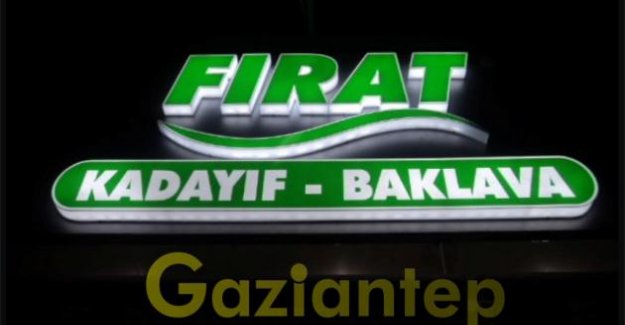 FIRAT
KADAYIF - BAKLAVA
Gaziantep